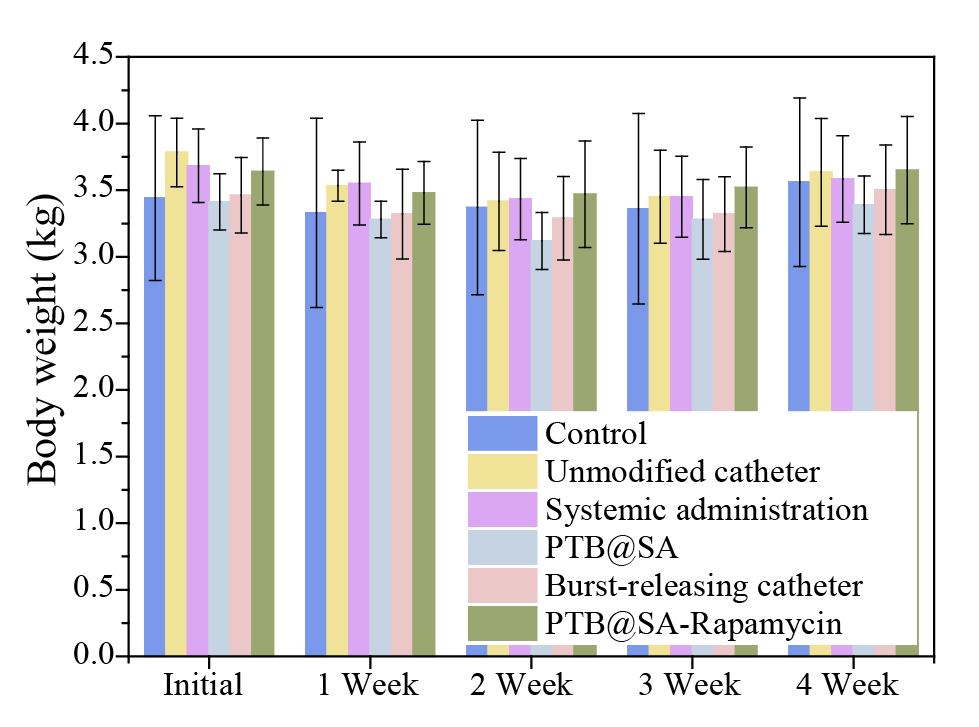 4.5
4.0
3.5
3.0
2.5
2.0
1.5
1.0
0.5
0.0
Body weight (kg)
Control
Unmodified catheter
Systemic administration
PTB@SA
Burst-releasing catheter
PTB@SA-Rapamycin
Initial 1 Week 2 Week 3 Week 4 Week